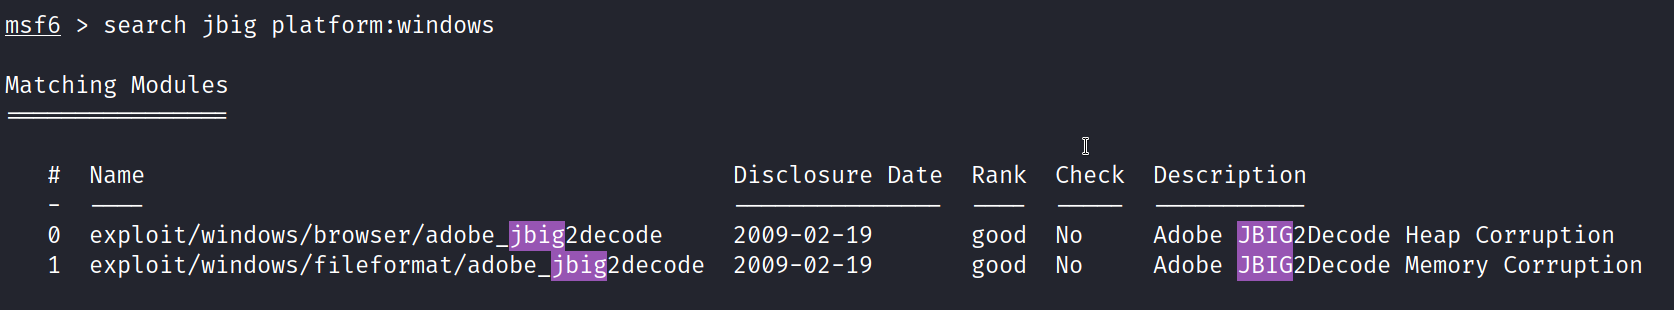 msf6 > search jbig platform:windows
Matching Modules
================
# Name Disclosure Date Rank Check Description
- ---- --------------- ---- ----- -----------
0 exploit/windows/browser/adobe_jbig2decode 2009-02-19 good No Adobe JBIG2Decode Heap Corruption
1 exploit/windows/fileformat/adobe_jbig2decode 2009-02-19 good No Adobe JBIG2Decode Memory Corruption